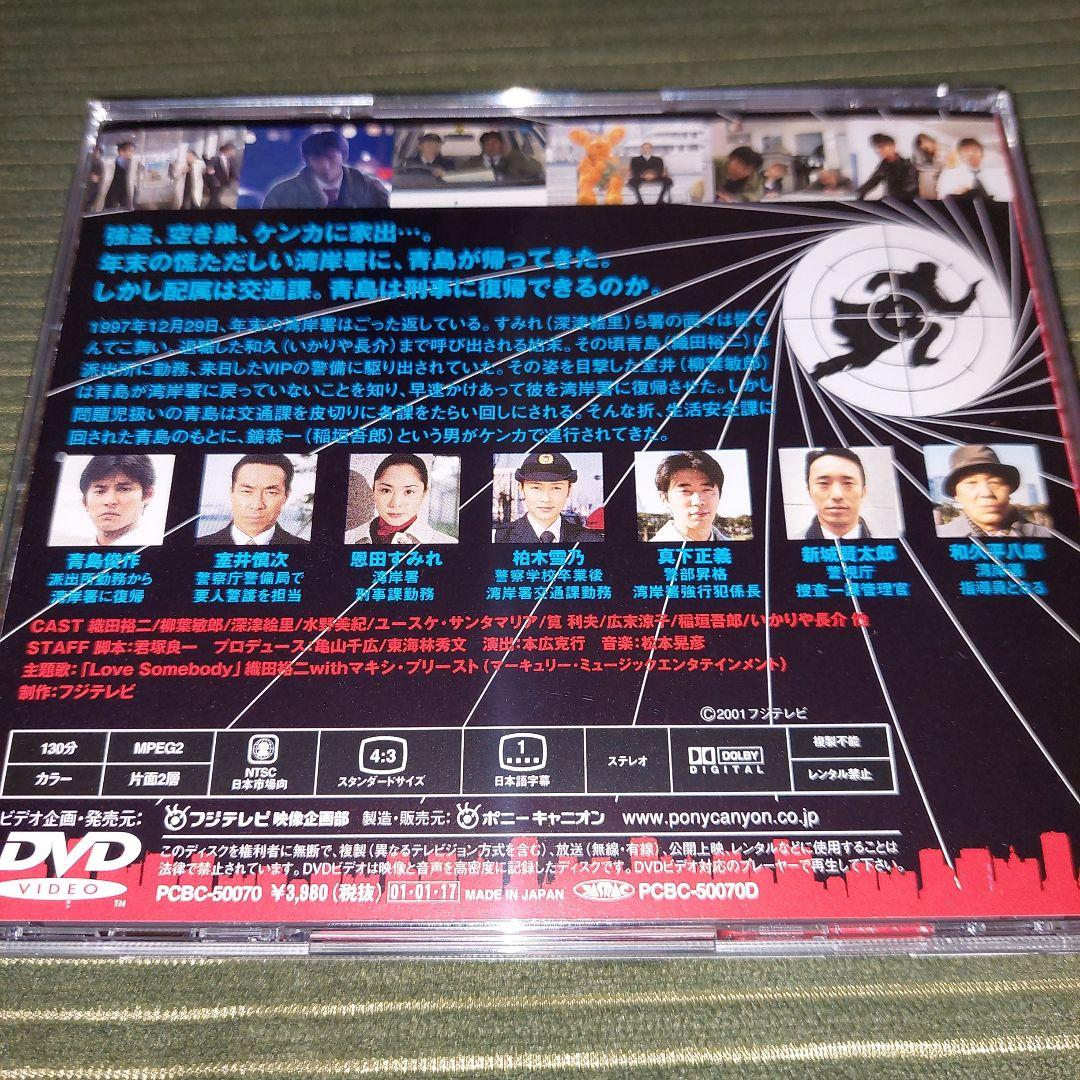 強盗、空き巣、ケンカに家出…。
年末の慌ただしい湾岸署に、青島が帰ってきた。
しかし配属は交通課。青島は刑事に復帰できるのか。
1997年12月29日、年末の湾岸署はごった返している。すみれ(深津絵里)ら署の面々は皆て
んてこ舞い、退職した和久(いかりや長介)まで呼び出される始末。その頃青島(織田裕二)は
派出所に勤務、来日したVIPの警備に駆り出されていた。その姿を目撃した室井(柳葉敏郎)
は青島が湾岸署に戻っていないことを知り、早速かけあって彼を湾岸署に復帰させた。しかし
問題児扱いの青島は交通課を皮切りに各課をたらい回しにされる。そんな折、生活安全課に
回された青島のもとに、鏡恭一(稲垣吾郎)という男がケンカで連行されてきた。
青島俊作 室井慎次 恩田すみれ 柏木雪乃 真下正義 新城賢太郎 和久平八郎
派出所勤務から 警察庁警備局で 湾岸署 警察学校卒業後 警部昇格 警視庁 湾岸署
湾岸署に復帰 要人警護を担当 刑事課勤務 湾岸署交通課勤務 湾岸署強行犯係長 捜査一課管理官 指導員となる
CAST 織田裕二/柳葉敏郎/深津絵里/水野美紀/ユースケ・サンタマリア/筧 利夫/広末涼子/稲垣吾郎/いかりや長介 他
STAFF 脚本:君塚良一 プロデュース:亀山千広/東海林秀文 演出:本広克行 音楽:松本晃彦
主題歌:「Love Somebody」織田裕二withマキシ・プリースト(マーキュリー・ミュージックエンタテインメント)
制作:フジテレビ
©2001フジテレビ
130分 MPEG2 NTSC 日本市場向 4:3 スタンダードサイズ 1 日本語字幕 ステレオ DOLBY DIGITAL 複製不能
カラー 片面2層 レンタル禁止
ビデオ企画・発売元: フジテレビ 映像企画部 製造・販売元: ポニーキャニオン www.ponycanyon.co.jp
DVD VIDEO TM
このディスクを権利者に無断で、複製(異なるテレビジョン方式を含む)、放送(無線・有線)、公開上映、レンタルなどに使用することは
法律で禁止されています。DVDビデオは映像と音声を高密度に記録したディスクです。DVDビデオ対応のプレーヤーで再生して下さい。
PCBC-50070 ¥3,980(税抜) 01・01・17 MADE IN JAPAN JASRAC PCBC-50070D